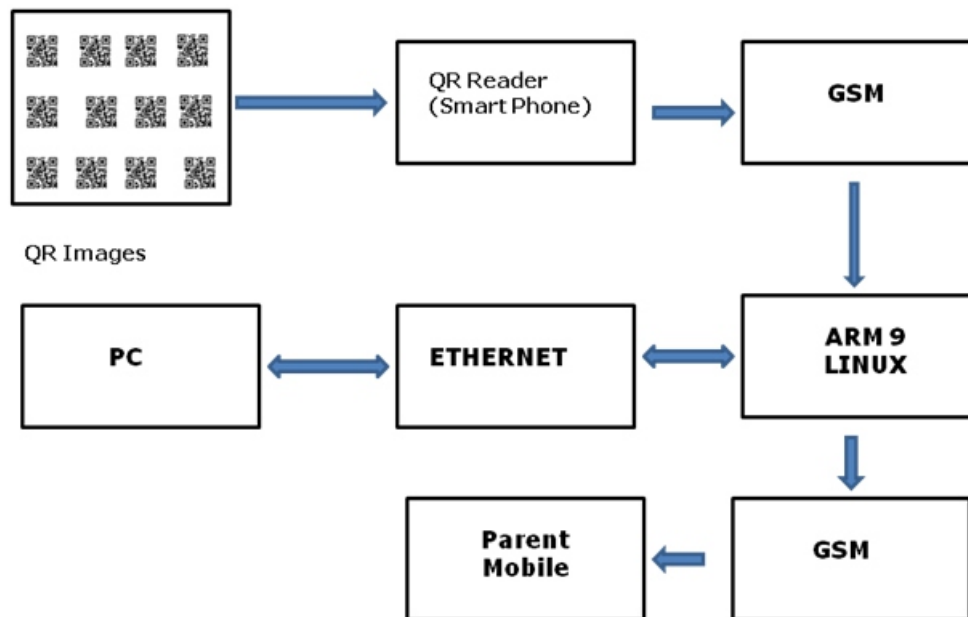 QR Reader
(Smart Phone)
GSM
QR Images
PC
ETHERNET
ARM 9
LINUX
Parent
Mobile
GSM